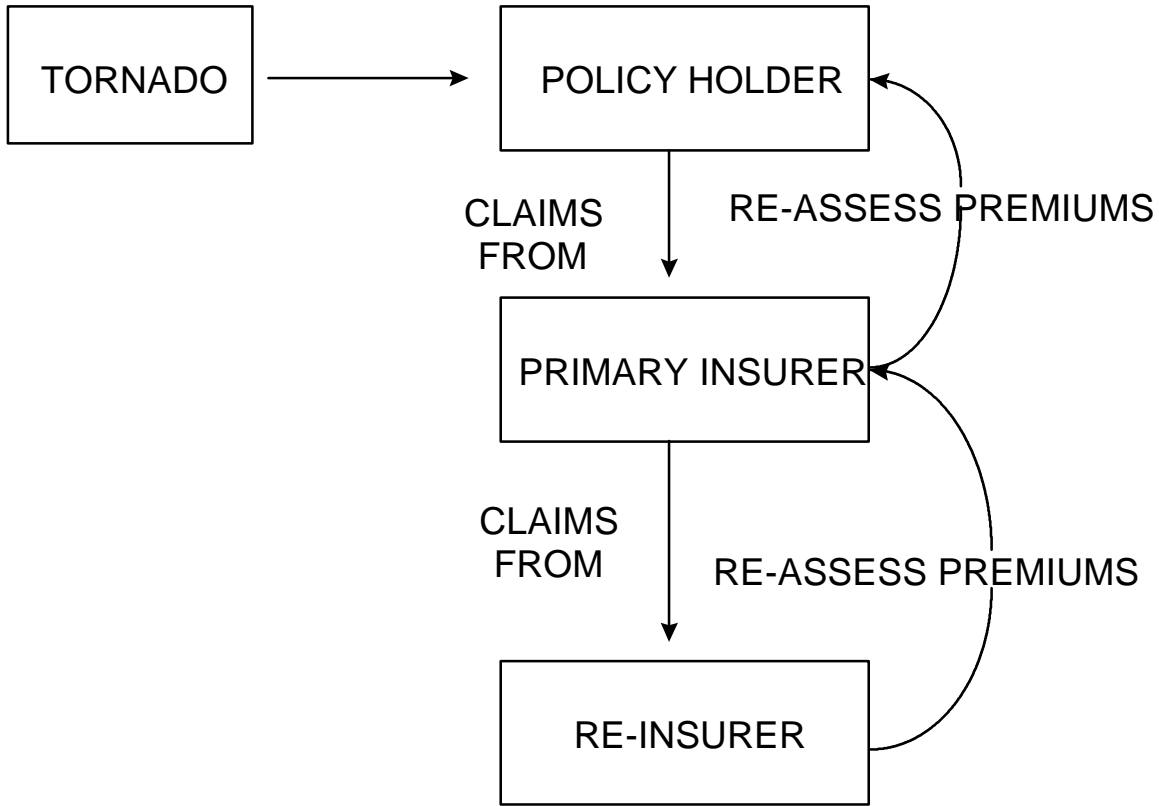 TORNADO
POLICY HOLDER
CLAIMS
FROM
RE-ASSESS PREMIUMS
PRIMARY INSURER
CLAIMS
FROM
RE-ASSESS PREMIUMS
RE-INSURER